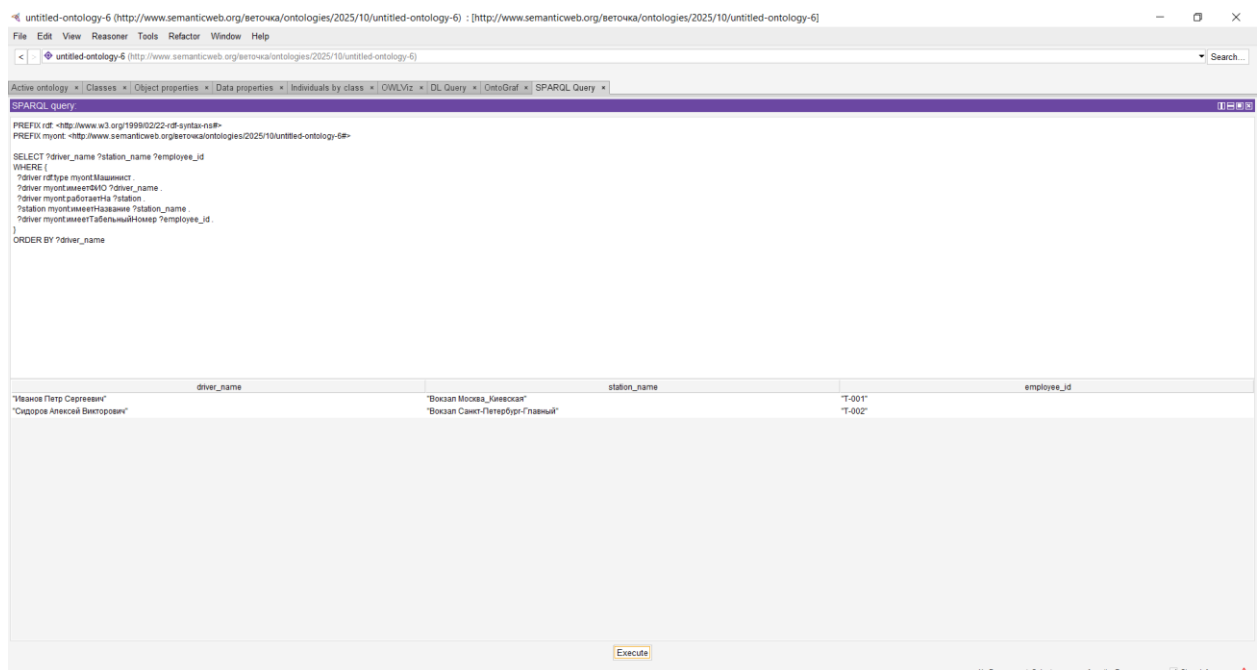 untitled-ontology-6 (http://www.semanticweb.org/веточка/ontologies/2025/10/untitled-ontology-6) : [http://www.semanticweb.org/веточка/ontologies/2025/10/untitled-ontology-6]
File Edit View Reasoner Tools Refactor Window Help
< > untitled-ontology-6 (http://www.semanticweb.org/веточка/ontologies/2025/10/untitled-ontology-6) Search...
Active ontology × Classes × Object properties × Data properties × Individuals by class × OWLViz × DL Query × OntoGraf × SPARQL Query ×
SPARQL query:
PREFIX rdf: <http://www.w3.org/1999/02/22-rdf-syntax-ns#>
PREFIX myont: <http://www.semanticweb.org/веточка/ontologies/2025/10/untitled-ontology-6#>
SELECT ?driver_name ?station_name ?employee_id
WHERE {
?driver rdf:type myont:Машинист .
?driver myont:имеетФИО ?driver_name .
?driver myont:работаетНа ?station .
?station myont:имеетНазвание ?station_name .
?driver myont:имеетТабельныйНомер ?employee_id .
}
ORDER BY ?driver_name
driver_name station_name employee_id
"Иванов Петр Сергеевич" "Вокзал Москва_Киевская" "Т-001"
"Сидоров Алексей Викторович" "Вокзал Санкт-Петербург-Главный" "Т-002"
Execute